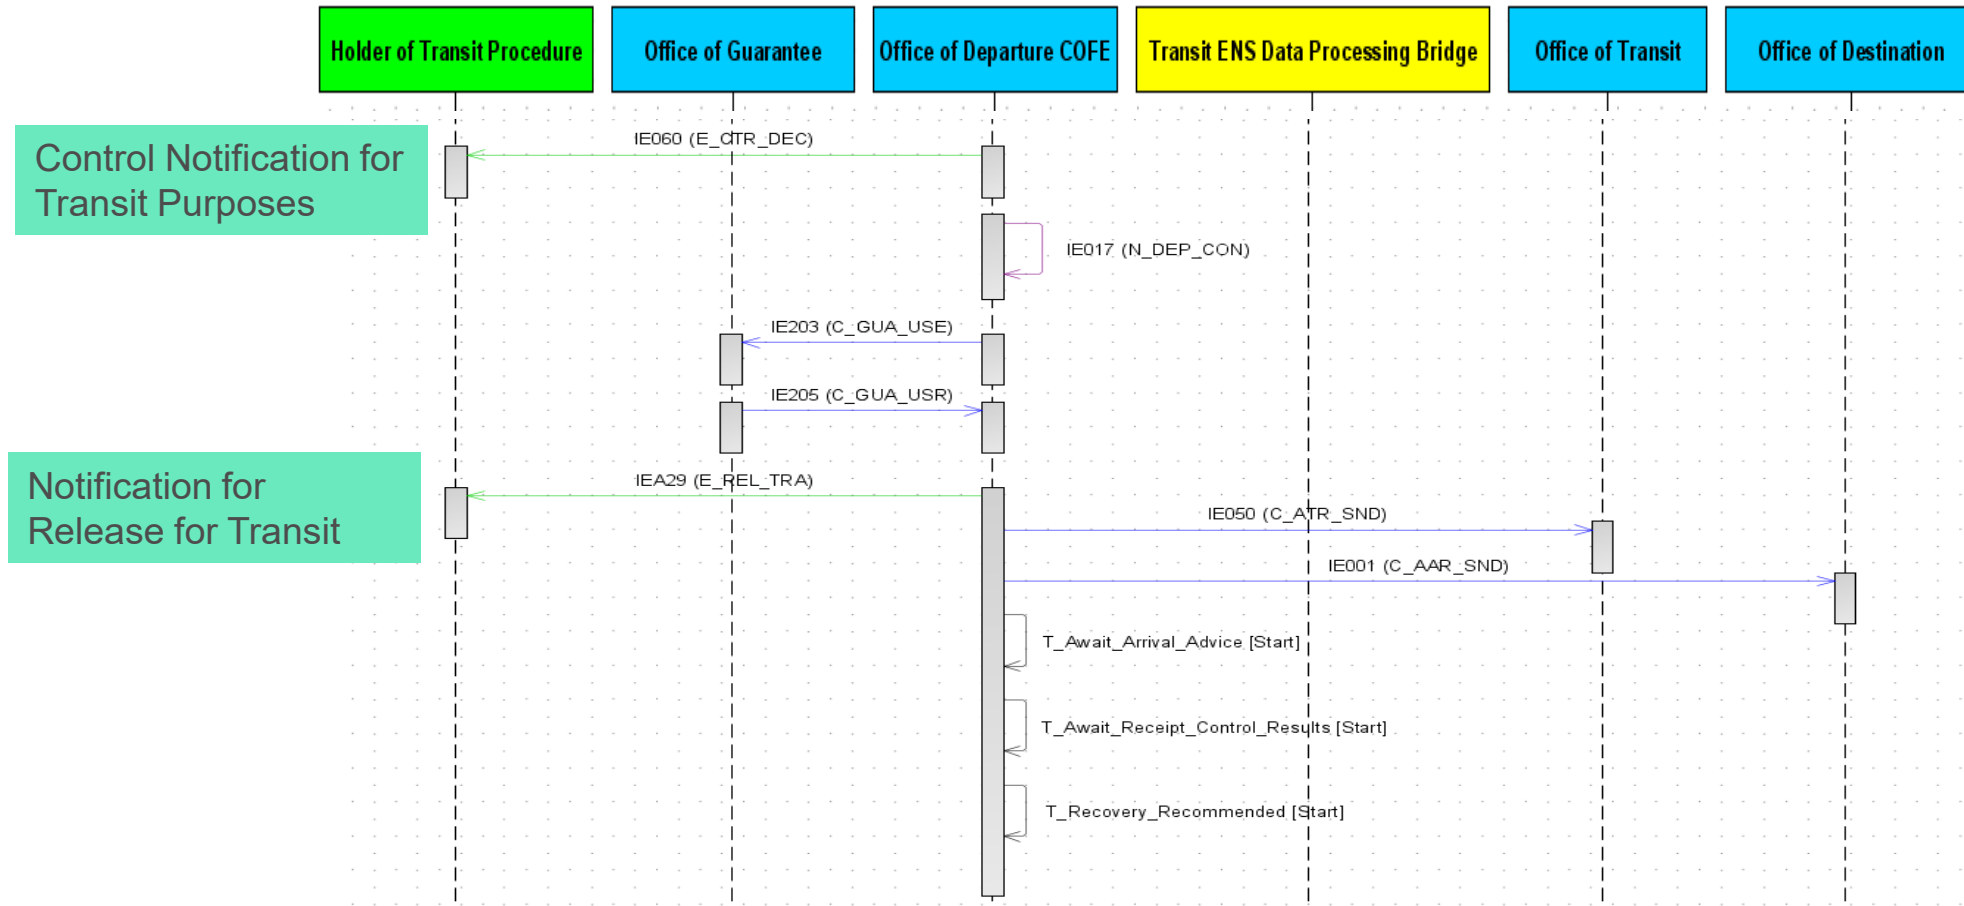 Holder of Transit Procedure
Office of Guarantee
Office of Departure COFE
Transit ENS Data Processing Bridge
Office of Transit
Office of Destination
Control Notification for
Transit Purposes
IE060 (E_CTR_DEC)
IE017 (N_DEP_CON)
IE203 (C_GUA_USE)
IE205 (C_GUA_USR)
Notification for
Release for Transit
IEA29 (E_REL_TRA)
IE050 (C_ATR_SND)
IE001 (C_AAR_SND)
T_Await_Arrival_Advice [Start]
T_Await_Receipt_Control_Results [Start]
T_Recovery_Recommended [Start]